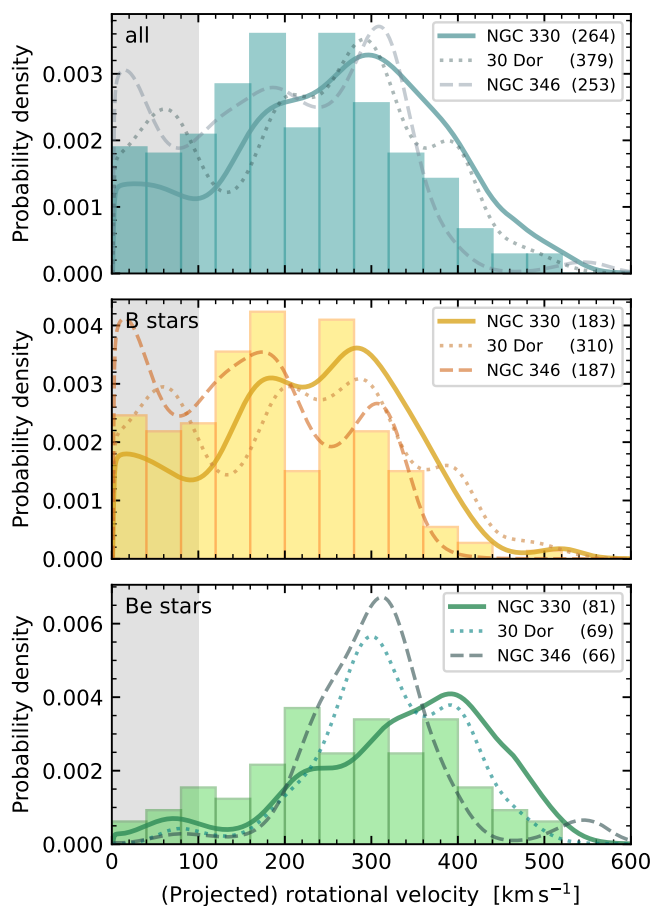 all
NGC 330 (264)
30 Dor (379)
NGC 346 (253)
Probability density
0.003
0.002
0.001
0.000
B stars
NGC 330 (183)
30 Dor (310)
NGC 346 (187)
Probability density
0.004
0.003
0.002
0.001
0.000
Be stars
NGC 330 (81)
30 Dor (69)
NGC 346 (66)
Probability density
0.006
0.004
0.002
0.000
0 100 200 300 400 500 600
(Projected) rotational velocity [km s⁻¹]